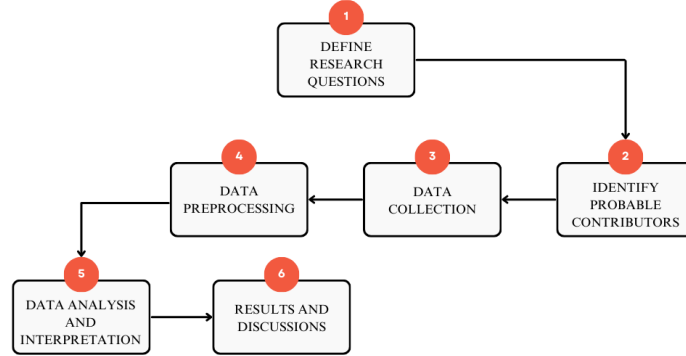 1
DEFINE
RESEARCH
QUESTIONS
2
IDENTIFY
PROBABLE
CONTRIBUTORS
3
DATA
COLLECTION
4
DATA
PREPROCESSING
5
DATA ANALYSIS
AND
INTERPRETATION
6
RESULTS AND
DISCUSSIONS